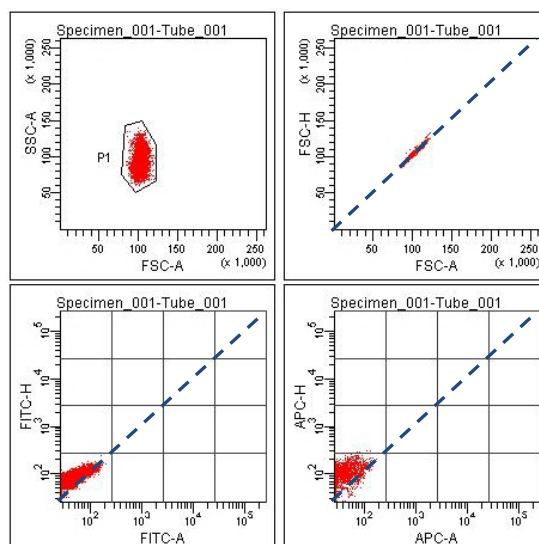 Specimen_001-Tube_001
(x 1,000)
250
200
150
100
50
SSC-A
P1
50 100 150 200 250
(x 1,000)
FSC-A
Specimen_001-Tube_001
(x 1,000)
250
200
150
100
50
FSC-H
50 100 150 200 250
(x 1,000)
FSC-A
Specimen_001-Tube_001
10^5
10^4
10^3
10^2
FITC-H
10^2 10^3 10^4 10^5
FITC-A
Specimen_001-Tube_001
10^5
10^4
10^3
10^2
APC-H
10^2 10^3 10^4 10^5
APC-A